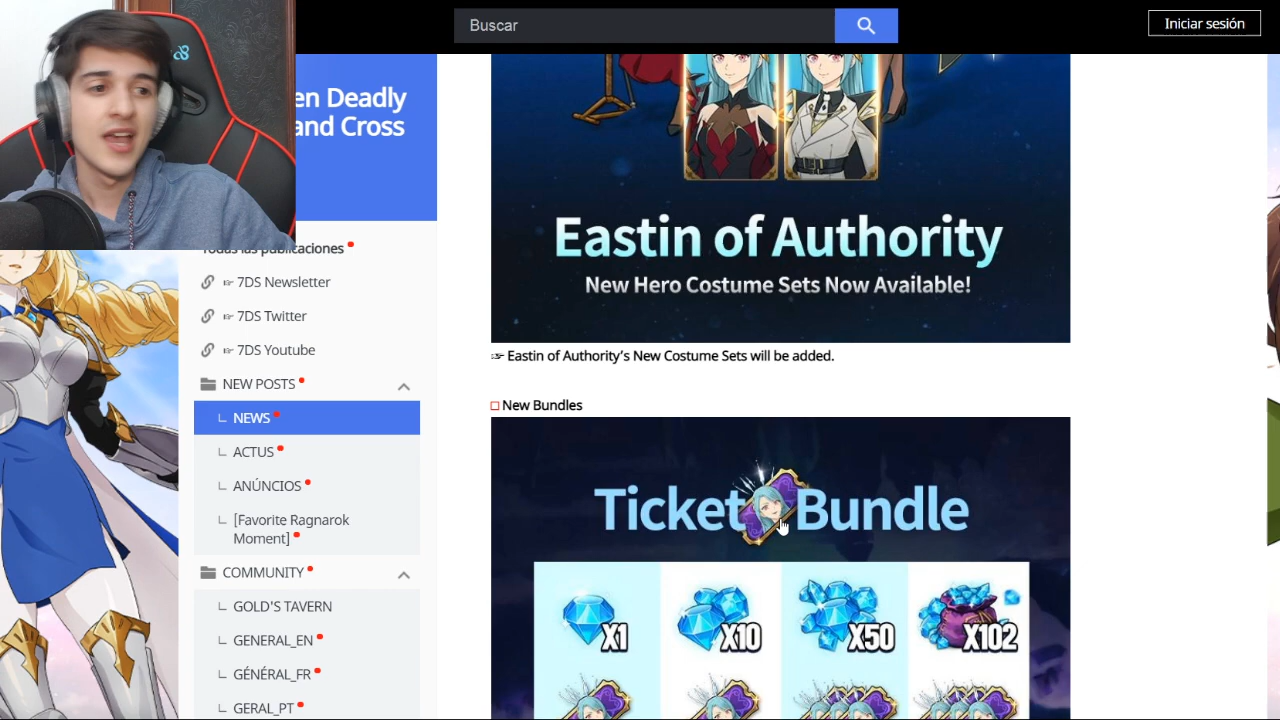 Buscar
Iniciar sesión
en Deadly
and Cross
Todas las publicaciones
☞ 7DS Newsletter
☞ 7DS Twitter
☞ 7DS Youtube
NEW POSTS
NEWS
ACTUS
ANÚNCIOS
[Favorite Ragnarok
Moment]
COMMUNITY
GOLD'S TAVERN
GENERAL_EN
GÉNÉRAL_FR
GERAL_PT
Eastin of Authority
New Hero Costume Sets Now Available!
☞ Eastin of Authority's New Costume Sets will be added.
□ New Bundles
Ticket Bundle
X1
X10
X50
X102